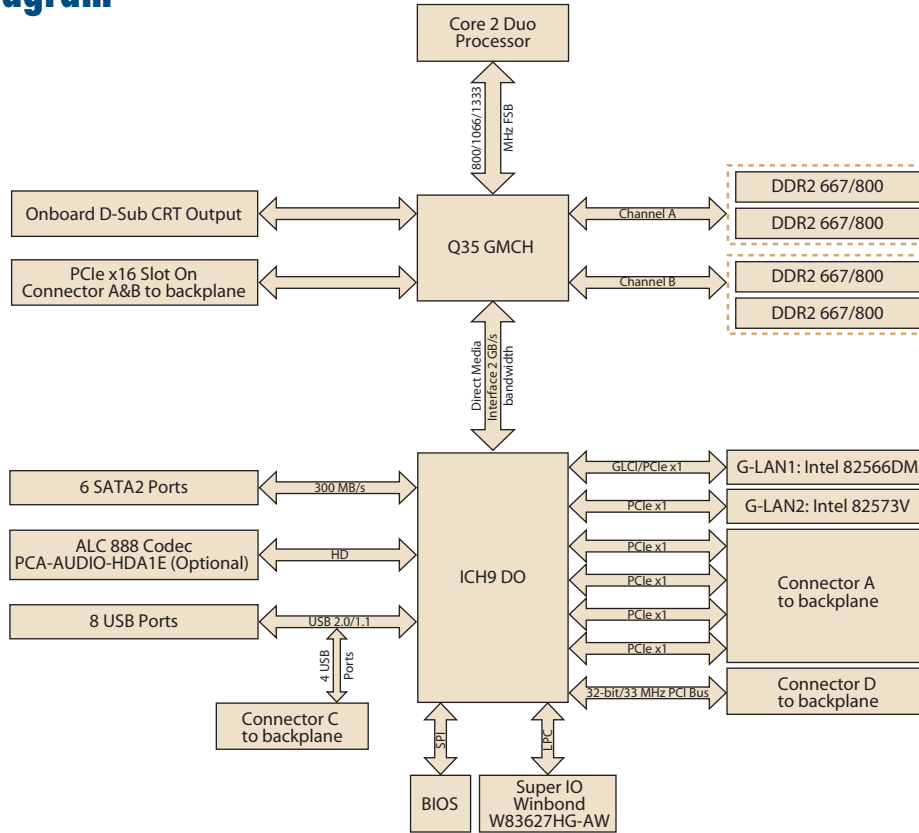 Core 2 Duo
Processor
800/1066/1333
MHz FSB
Onboard D-Sub CRT Output
PCIe x16 Slot On
Connector A&B to backplane
Q35 GMCH
Channel A
Channel B
DDR2 667/800
DDR2 667/800
DDR2 667/800
DDR2 667/800
Direct Media
Interface 2 GB/s
bandwidth
6 SATA2 Ports
300 MB/s
ALC 888 Codec
PCA-AUDIO-HDA1E (Optional)
HD
8 USB Ports
USB 2.0/1.1
4 USB
Ports
Connector C
to backplane
ICH9 DO
GLCI/PCIe x1
G-LAN1: Intel 82566DM
PCIe x1
G-LAN2: Intel 82573V
PCIe x1
PCIe x1
PCIe x1
PCIe x1
Connector A
to backplane
32-bit/33 MHz PCI Bus
Connector D
to backplane
SPI
LPC
BIOS
Super IO
Winbond
W83627HG-AW